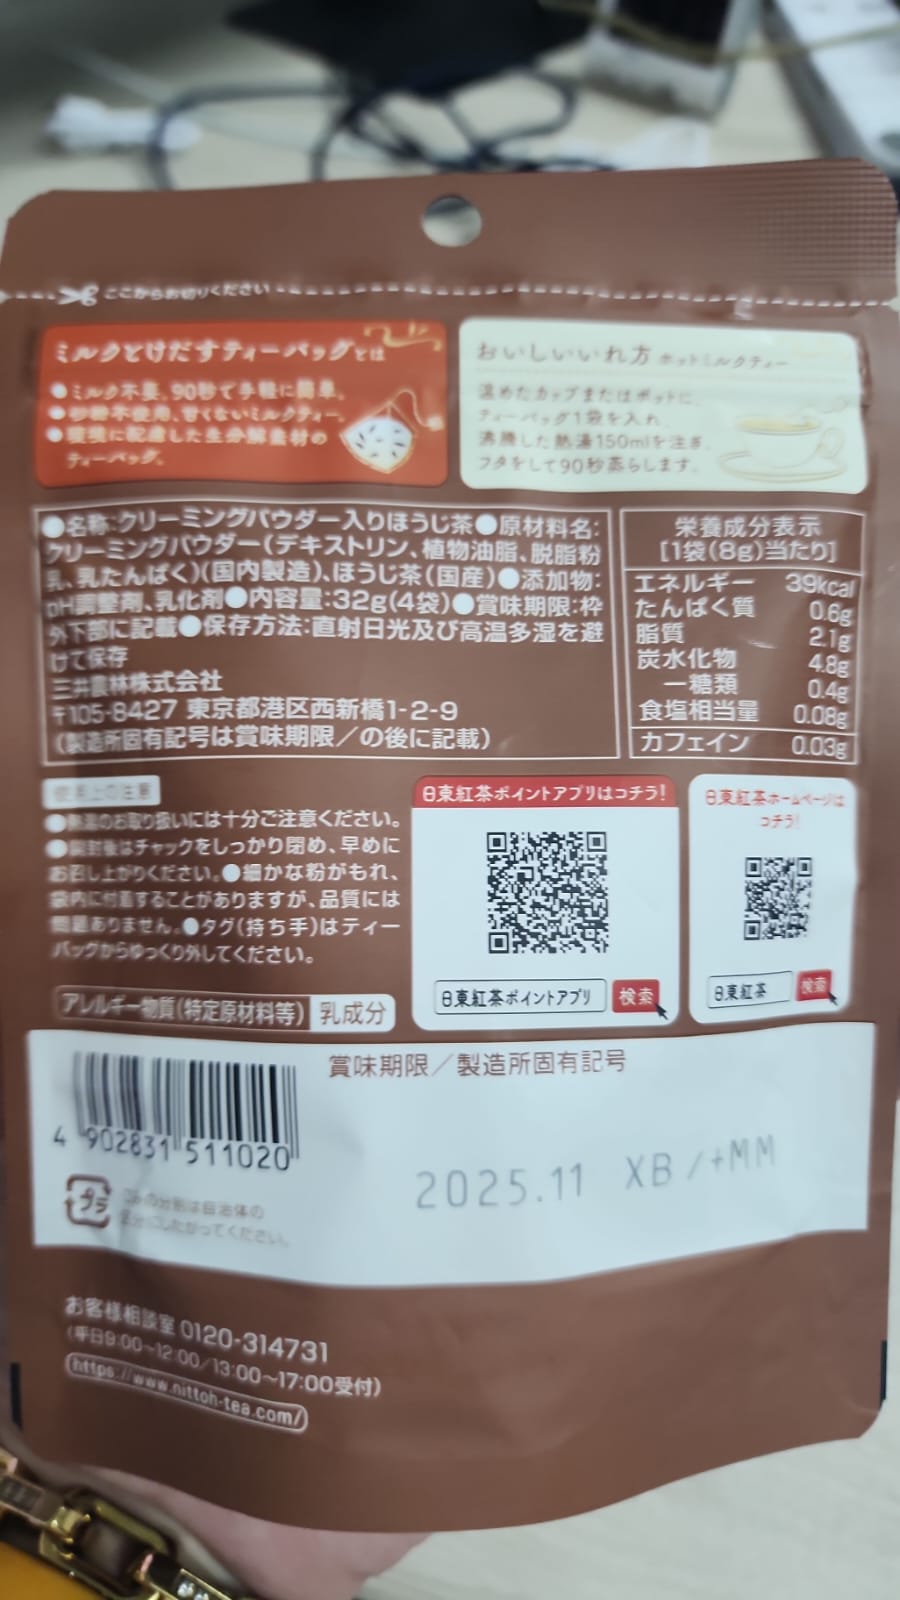 ここからお切りください
ミルクとけだすティーバッグとは
●ミルク不要、90秒で手軽に簡単。
●砂糖不使用、甘くないミルクティー。
●環境に配慮した生分解素材の
ティーバッグ。
おいしいいれ方 ホットミルクティー
温めたカップまたはポットに、
ティーバッグ1袋を入れ、
沸騰した熱湯150mlを注ぎ、
フタをして90秒蒸らします。
●名称:クリーミングパウダー入りほうじ茶●原材料名:
クリーミングパウダー(デキストリン、植物油脂、脱脂粉
乳、乳たんぱく)(国内製造)、ほうじ茶(国産)●添加物:
pH調整剤、乳化剤●内容量:32g(4袋)●賞味期限:枠
外下部に記載●保存方法:直射日光及び高温多湿を避
けて保存
三井農林株式会社
〒105-8427 東京都港区西新橋1-2-9
(製造所固有記号は賞味期限/の後に記載)
栄養成分表示
[1袋(8g)当たり]
エネルギー 39kcal
たんぱく質 0.6g
脂質 2.1g
炭水化物 4.8g
ー糖類 0.4g
食塩相当量 0.08g
カフェイン 0.03g
使用上の注意
●熱湯のお取り扱いには十分ご注意ください。
●開封後はチャックをしっかり閉め、早めに
お召し上がりください。●細かな粉がもれ、
袋内に付着することがありますが、品質には
問題ありません。●タグ(持ち手)はティー
バッグからゆっくり外してください。
アレルギー物質(特定原材料等) 乳成分
日東紅茶ポイントアプリはコチラ!
日東紅茶ポイントアプリ 検索
日東紅茶ホームページは
コチラ!
日東紅茶 検索
賞味期限/製造所固有記号
4 902831 511020
2025.11 XB/+MM
プラ
ゴミの分別は自治体の
区分にしたがってください。
お客様相談室 0120-314731
(平日9:00~12:00/13:00~17:00受付)
https://www.nittoh-tea.com/